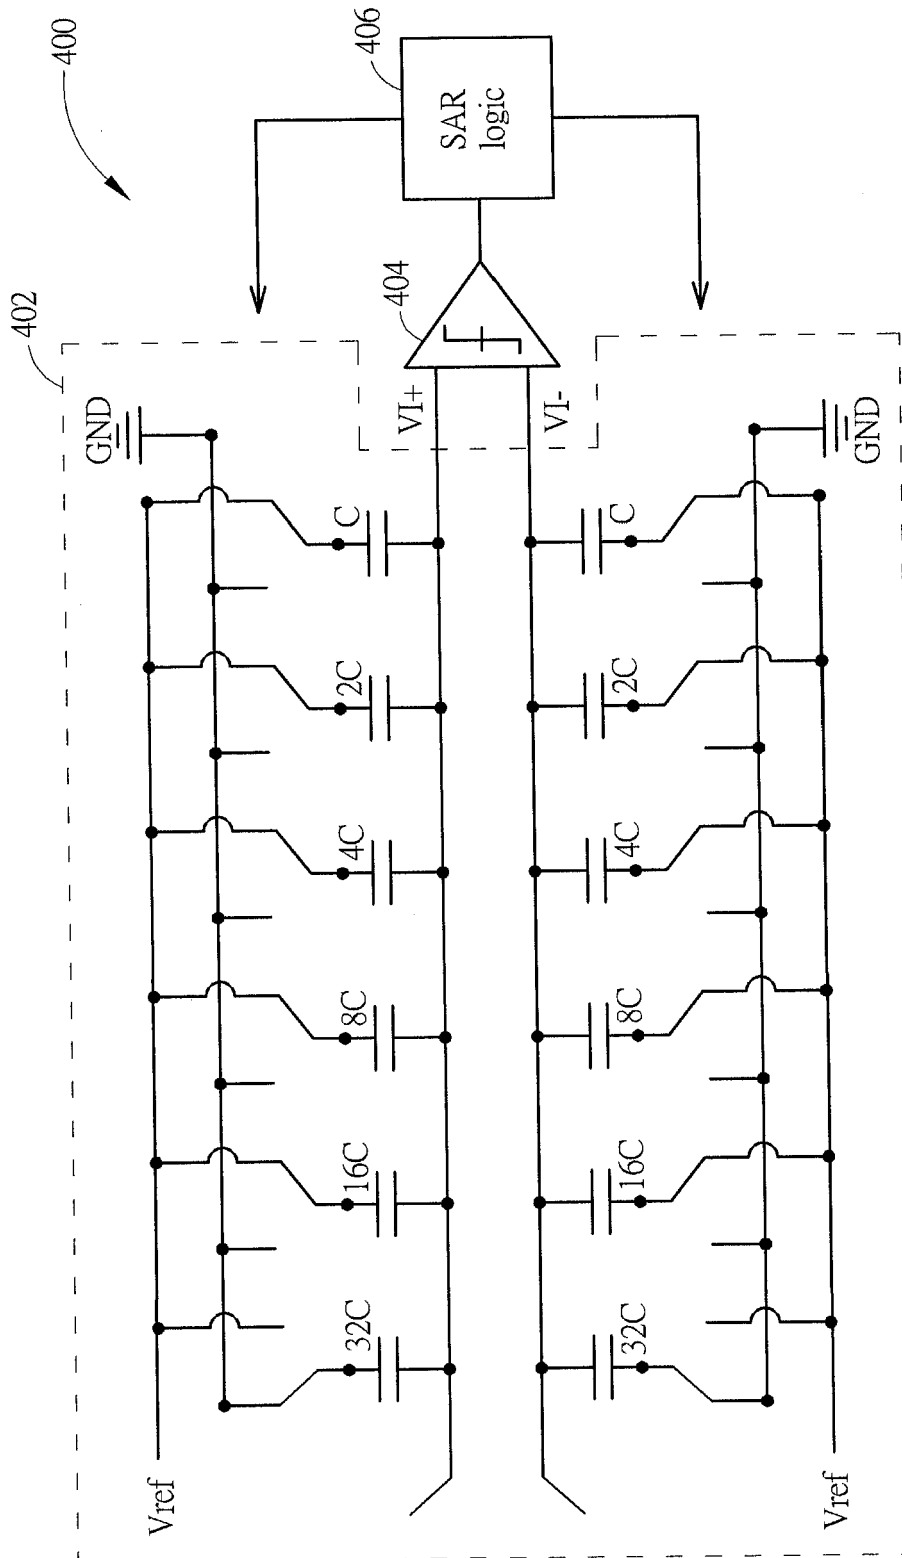 400
402
Vref
GND
32C
16C
8C
4C
2C
C
VI+
404
406
SAR
logic
VI-
32C
16C
8C
4C
2C
C
GND
Vref